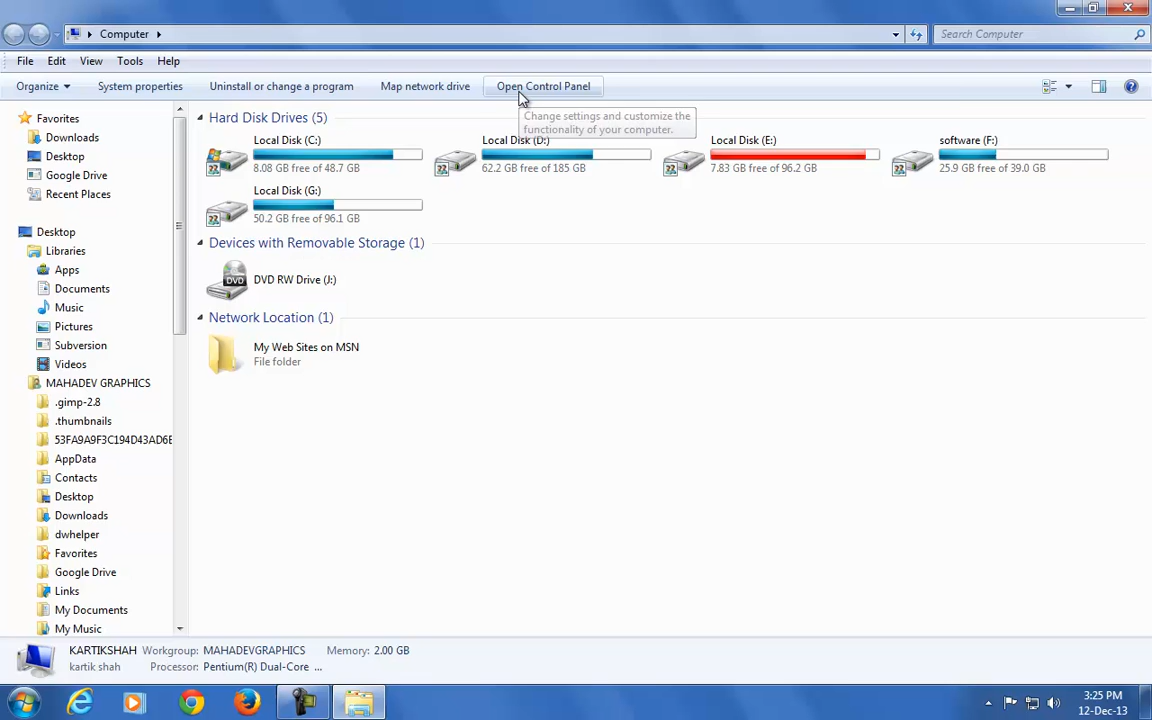 Computer
Search Computer
File Edit View Tools Help
Organize System properties Uninstall or change a program Map network drive Open Control Panel
Change settings and customize the
functionality of your computer.
Favorites
Downloads
Desktop
Google Drive
Recent Places
Desktop
Libraries
Apps
Documents
Music
Pictures
Subversion
Videos
MAHADEV GRAPHICS
.gimp-2.8
.thumbnails
53FA9A9F3C194D43AD6E
AppData
Contacts
Desktop
Downloads
dwhelper
Favorites
Google Drive
Links
My Documents
My Music
Hard Disk Drives (5)
Local Disk (C:)
8.08 GB free of 48.7 GB
Local Disk (D:)
62.2 GB free of 185 GB
Local Disk (E:)
7.83 GB free of 96.2 GB
software (F:)
25.9 GB free of 39.0 GB
Local Disk (G:)
50.2 GB free of 96.1 GB
Devices with Removable Storage (1)
DVD
DVD RW Drive (J:)
Network Location (1)
My Web Sites on MSN
File folder
KARTIKSHAH Workgroup: MAHADEVGRAPHICS Memory: 2.00 GB
kartik shah Processor: Pentium(R) Dual-Core ...
3:25 PM
12-Dec-13